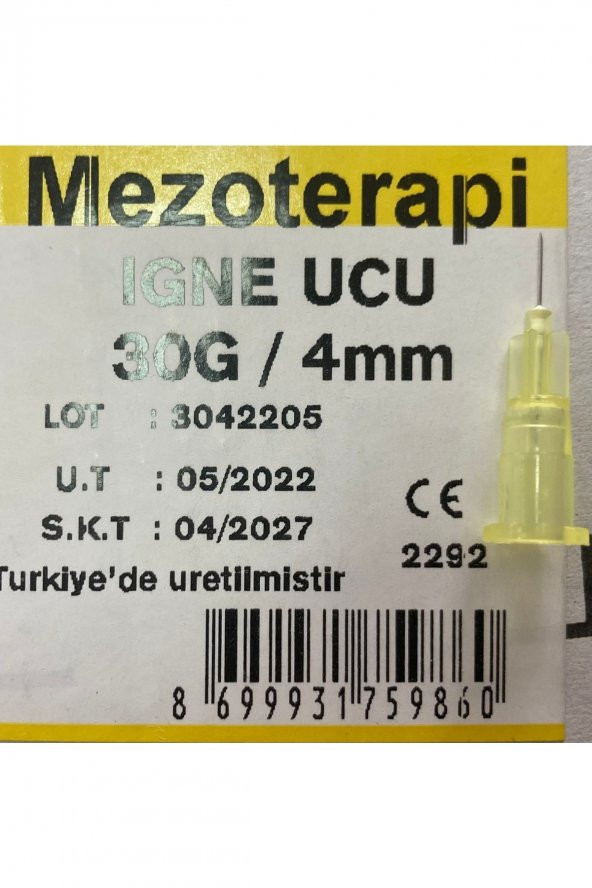 Mezoterapi
IGNE UCU
30G / 4mm
LOT : 3042205
U.T : 05/2022
S.K.T : 04/2027
CE
2292
Turkiye'de uretilmistir
8 699931 759860